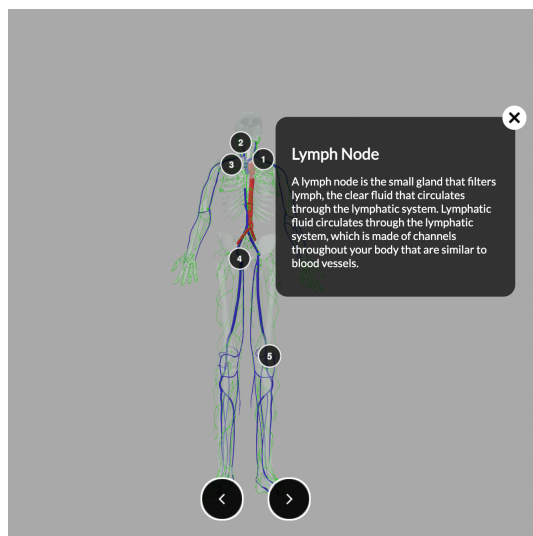 2
3
1
Lymph Node
A lymph node is the small gland that filters
lymph, the clear fluid that circulates
through the lymphatic system. Lymphatic
fluid circulates through the lymphatic
system, which is made of channels
throughout your body that are similar to
blood vessels.
4
5